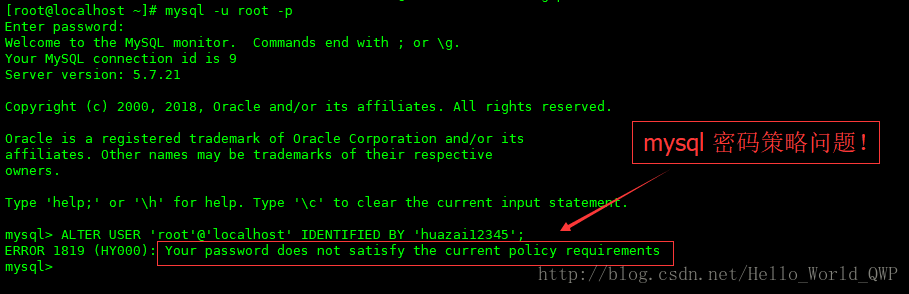 [root@localhost ~]# mysql -u root -p
Enter password:
Welcome to the MySQL monitor.  Commands end with ; or \g.
Your MySQL connection id is 9
Server version: 5.7.21
Copyright (c) 2000, 2018, Oracle and/or its affiliates. All rights reserved.
Oracle is a registered trademark of Oracle Corporation and/or its
affiliates. Other names may be trademarks of their respective
owners.
mysql 密码策略问题!
Type 'help;' or '\h' for help. Type '\c' to clear the current input statement.
mysql> ALTER USER 'root'@'localhost' IDENTIFIED BY 'huazai12345';
ERROR 1819 (HY000): Your password does not satisfy the current policy requirements
mysql>
http://blog.csdn.net/Hello_World_QWP